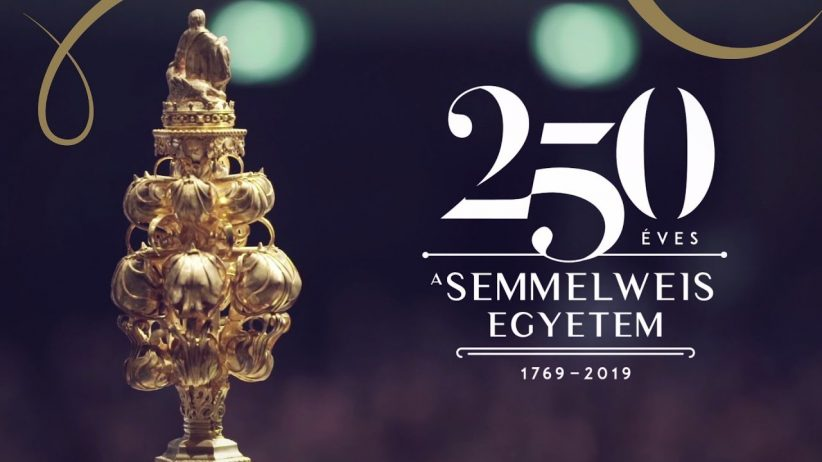 250
ÉVES
A SEMMELWEIS
EGYETEM
1769–2019